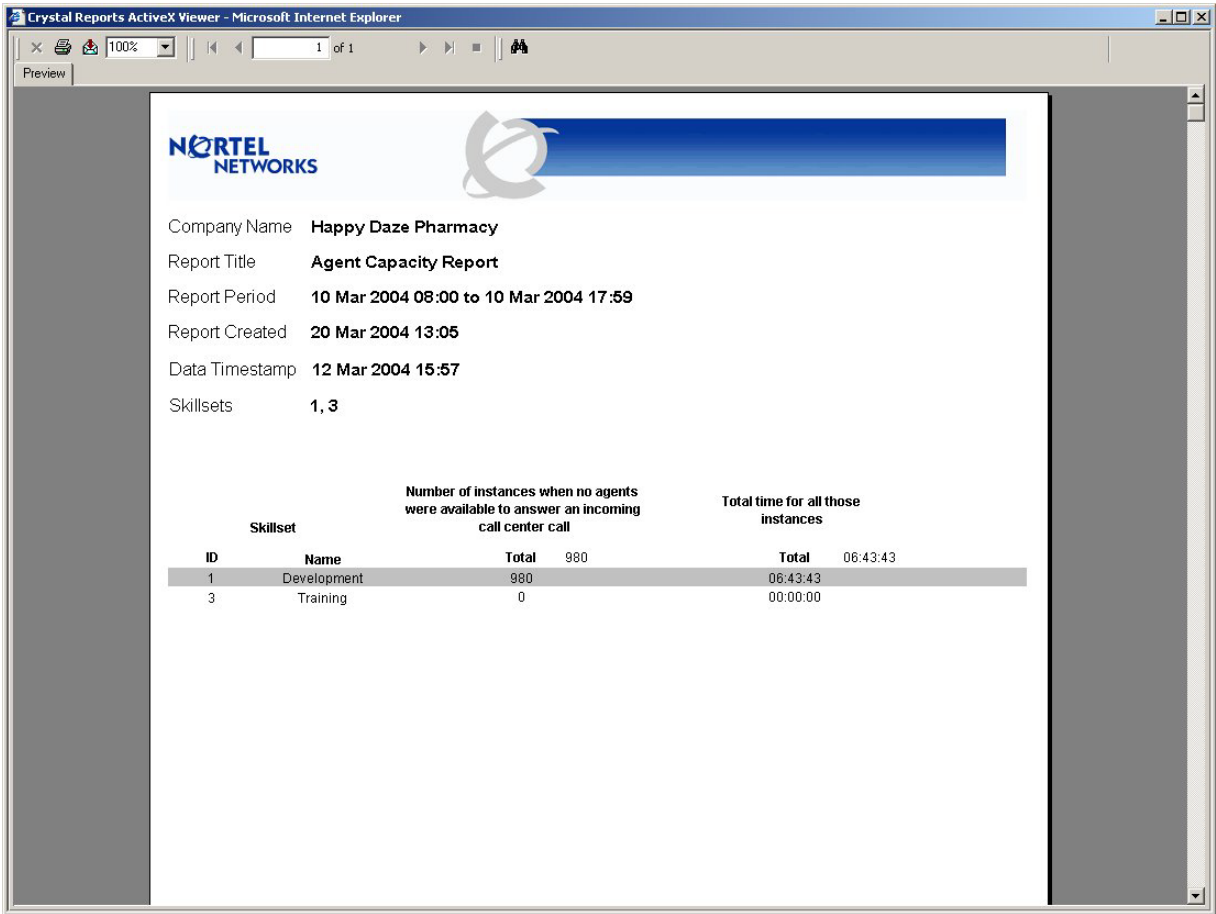 Crystal Reports ActiveX Viewer - Microsoft Internet Explorer
100% 1 of 1
Preview
NORTEL
NETWORKS
Company Name Happy Daze Pharmacy
Report Title Agent Capacity Report
Report Period 10 Mar 2004 08:00 to 10 Mar 2004 17:59
Report Created 20 Mar 2004 13:05
Data Timestamp 12 Mar 2004 15:57
Skillsets 1, 3
Number of instances when no agents
were available to answer an incoming
call center call
Total time for all those
instances
Skillset
ID Name Total 980 Total 06:43:43
1 Development 980 06:43:43
3 Training 0 00:00:00